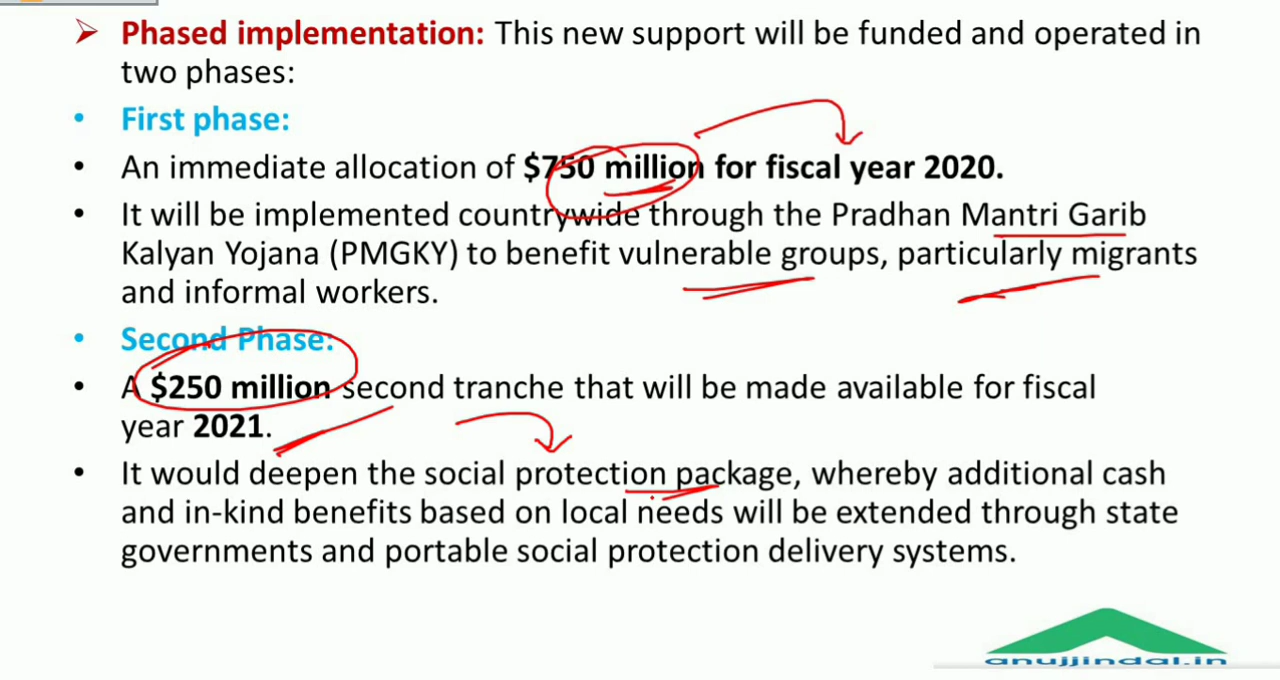 Phased implementation: This new support will be funded and operated in
two phases:
First phase:
An immediate allocation of $750 million for fiscal year 2020.
It will be implemented countrywide through the Pradhan Mantri Garib
Kalyan Yojana (PMGKY) to benefit vulnerable groups, particularly migrants
and informal workers.
Second Phase:
A $250 million second tranche that will be made available for fiscal
year 2021.
It would deepen the social protection package, whereby additional cash
and in-kind benefits based on local needs will be extended through state
governments and portable social protection delivery systems.
anujjindal.in